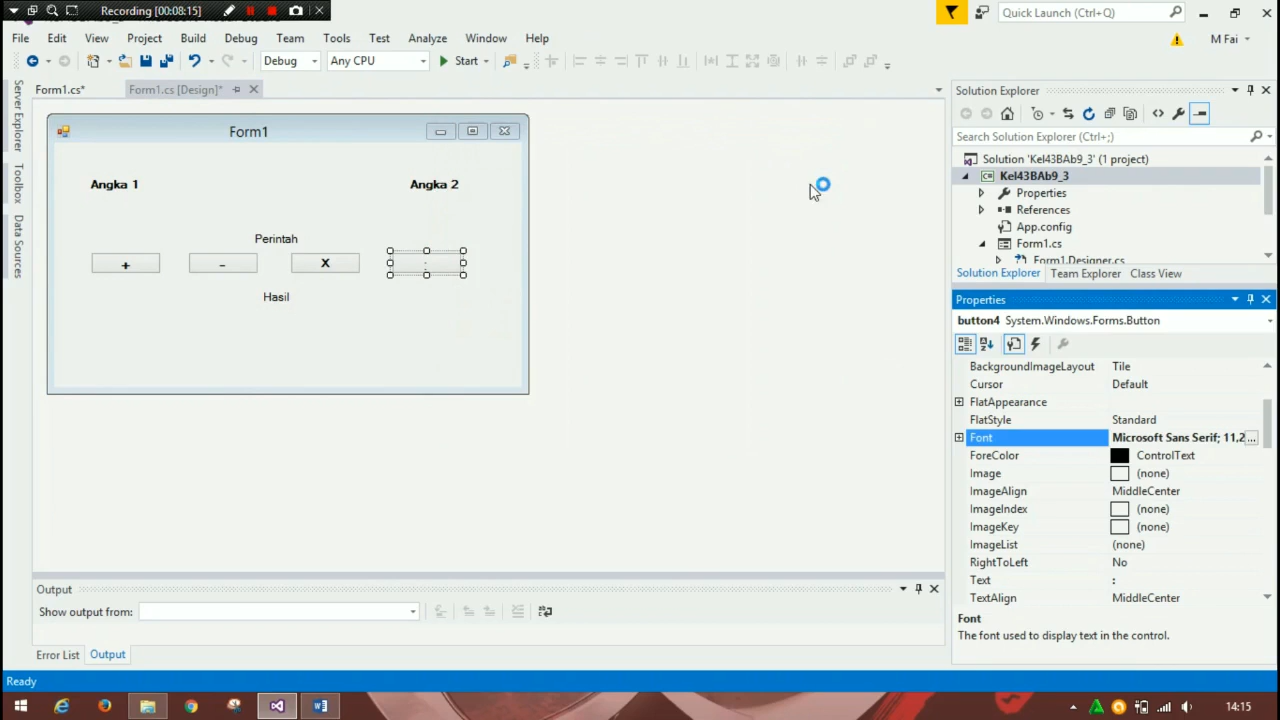 Recording [00:08:15]
Quick Launch (Ctrl+Q)
File Edit View Project Build Debug Team Tools Test Analyze Window Help
M Fai
Debug Any CPU Start
Form1.cs* Form1.cs [Design]*
Server Explorer
Toolbox
Data Sources
Form1
Angka 1 Angka 2
Perintah
+ - X :
Hasil
Solution Explorer
Search Solution Explorer (Ctrl+;)
Solution 'Kel43BAb9_3' (1 project)
Kel43BAb9_3
Properties
References
App.config
Form1.cs
Form1.Designer.cs
Solution Explorer Team Explorer Class View
Properties
button4 System.Windows.Forms.Button
BackgroundImageLayout Tile
Cursor Default
FlatAppearance
FlatStyle Standard
Font Microsoft Sans Serif; 11,2 ...
ForeColor ControlText
Image (none)
ImageAlign MiddleCenter
ImageIndex (none)
ImageKey (none)
ImageList (none)
RightToLeft No
Text :
TextAlign MiddleCenter
Font
The font used to display text in the control.
Output
Show output from:
Error List Output
Ready
14:15